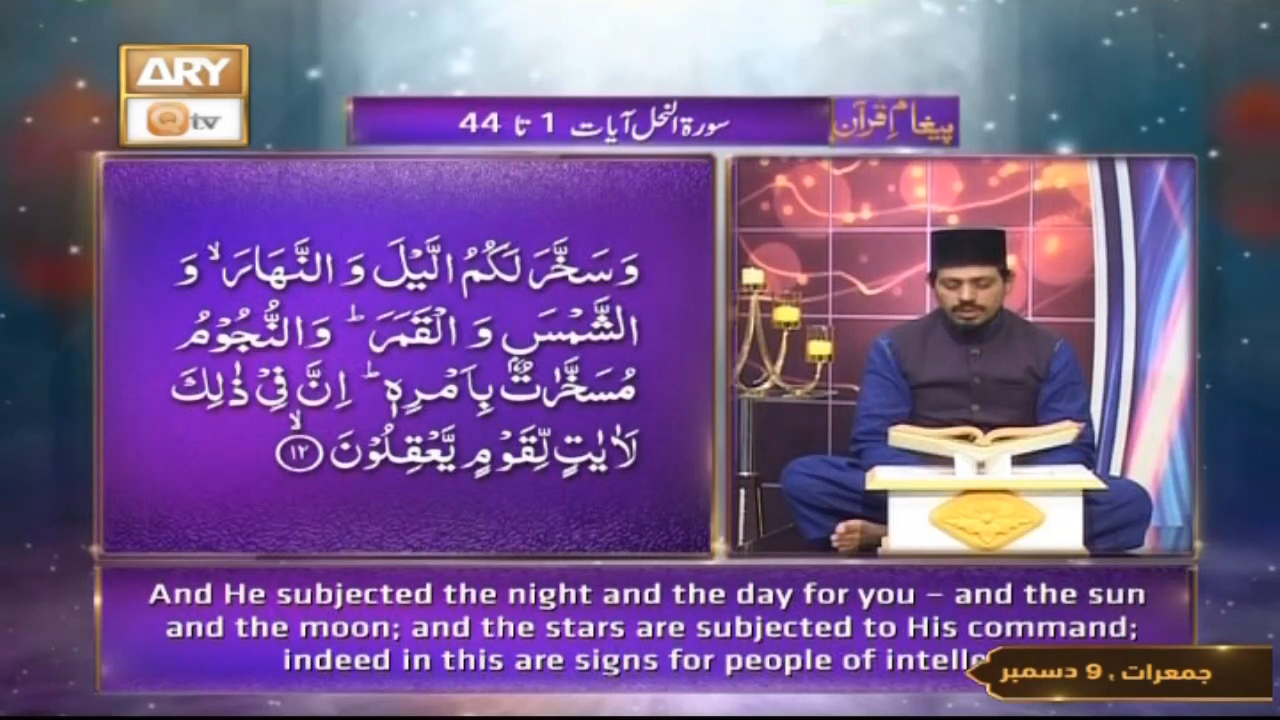 ARY
Qtv
پیغام قرآن
سورۃ النحل آیات 1 تا 44
وَ سَخَّرَ لَكُمُ الَّیْلَ وَ النَّهَارَۙ وَ
الشَّمْسَ وَ الْقَمَرَؕ وَ النُّجُوْمُ
مُسَخَّرٰتٌۢ بِاَمْرِهٖؕ اِنَّ فِیْ ذٰلِكَ
لَاٰیٰتٍ لِّقَوْمٍ یَّعْقِلُوْنَۙ ۱۲
And He subjected the night and the day for you – and the sun
and the moon; and the stars are subjected to His command;
indeed in this are signs for people of intelle
جمعرات ، 9 دسمبر